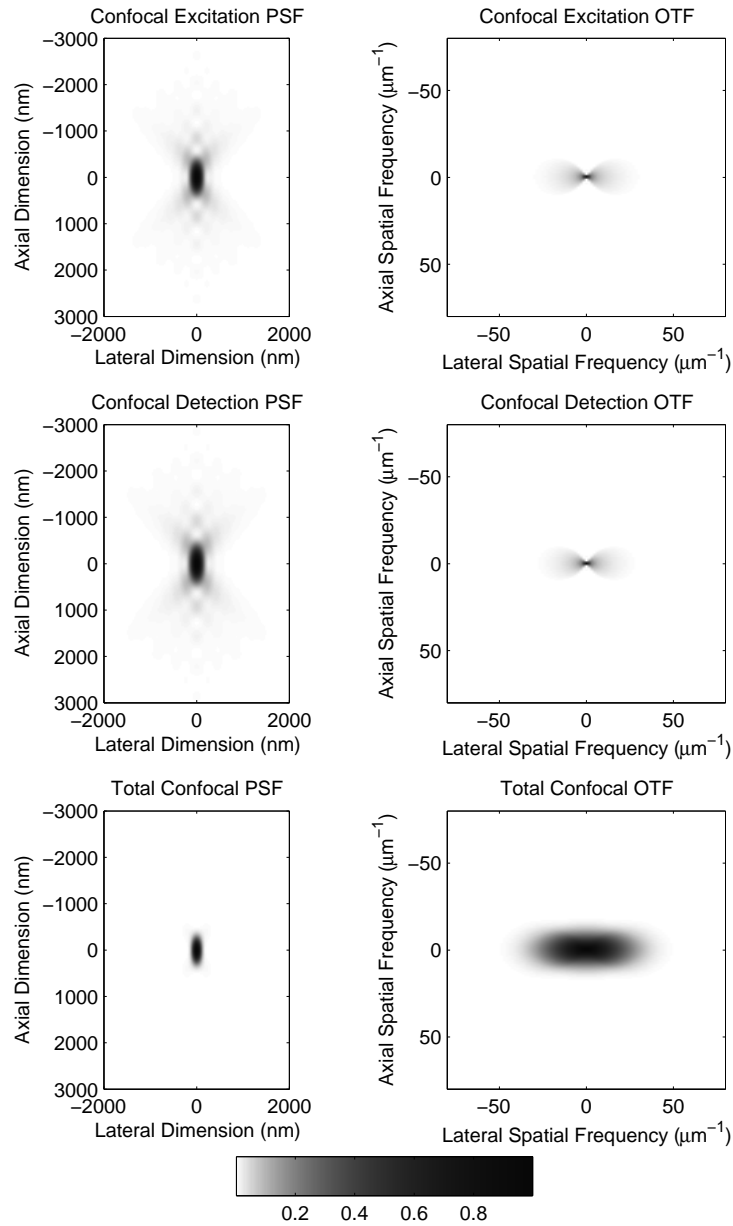 Confocal Excitation PSF
−3000
−2000
−1000
0
1000
2000
3000
Axial Dimension (nm)
−2000 0 2000
Lateral Dimension (nm)
Confocal Excitation OTF
−50
0
50
Axial Spatial Frequency (μm−1)
−50 0 50
Lateral Spatial Frequency (μm−1)
Confocal Detection PSF
−3000
−2000
−1000
0
1000
2000
3000
Axial Dimension (nm)
−2000 0 2000
Lateral Dimension (nm)
Confocal Detection OTF
−50
0
50
Axial Spatial Frequency (μm−1)
−50 0 50
Lateral Spatial Frequency (μm−1)
Total Confocal PSF
−3000
−2000
−1000
0
1000
2000
3000
Axial Dimension (nm)
−2000 0 2000
Lateral Dimension (nm)
Total Confocal OTF
−50
0
50
Axial Spatial Frequency (μm−1)
−50 0 50
Lateral Spatial Frequency (μm−1)
0.2 0.4 0.6 0.8